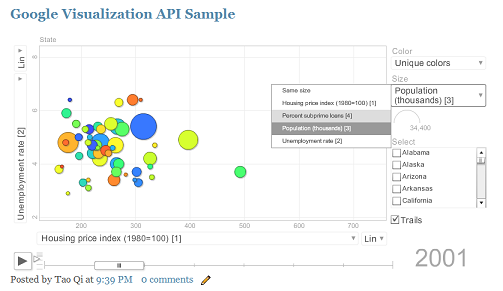 Google Visualization API Sample
State
Lin
Unemployment rate [2]
8
6
4
2
200
300
400
500
600
700
Housing price index (1980=100) [1]
Lin
Same size
Housing price index (1980=100) [1]
Percent subprime loans [4]
Population (thousands) [3]
Unemployment rate [2]
Color
Unique colors
Size
Population (thousands) [3]
34,400
Select
Alabama
Alaska
Arizona
Arkansas
California
Trails
2001
Posted by Tao Qi at 9:39 PM 0 comments